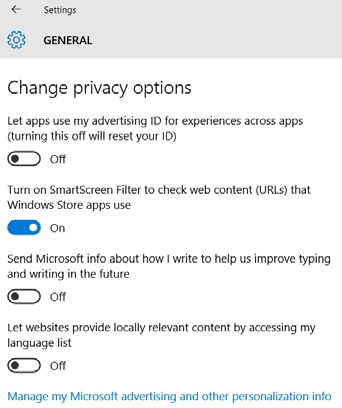 Settings
GENERAL
Change privacy options
Let apps use my advertising ID for experiences across apps
(turning this off will reset your ID)
Off
Turn on SmartScreen Filter to check web content (URLs) that
Windows Store apps use
On
Send Microsoft info about how I write to help us improve typing
and writing in the future
Off
Let websites provide locally relevant content by accessing my
language list
Off
Manage my Microsoft advertising and other personalization info